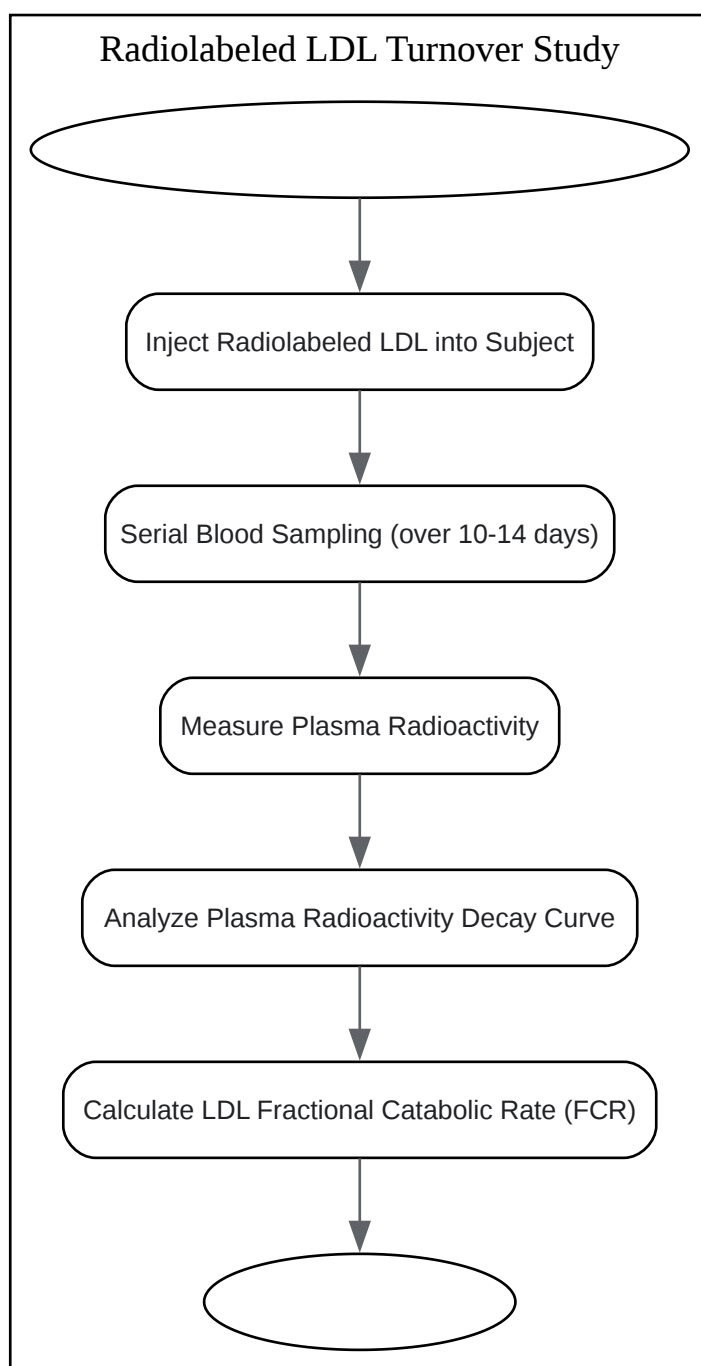 Radiolabeled LDL Turnover Study
Inject Radiolabeled LDL into Subject
Serial Blood Sampling (over 10-14 days)
Measure Plasma Radioactivity
Analyze Plasma Radioactivity Decay Curve
Calculate LDL Fractional Catabolic Rate (FCR)